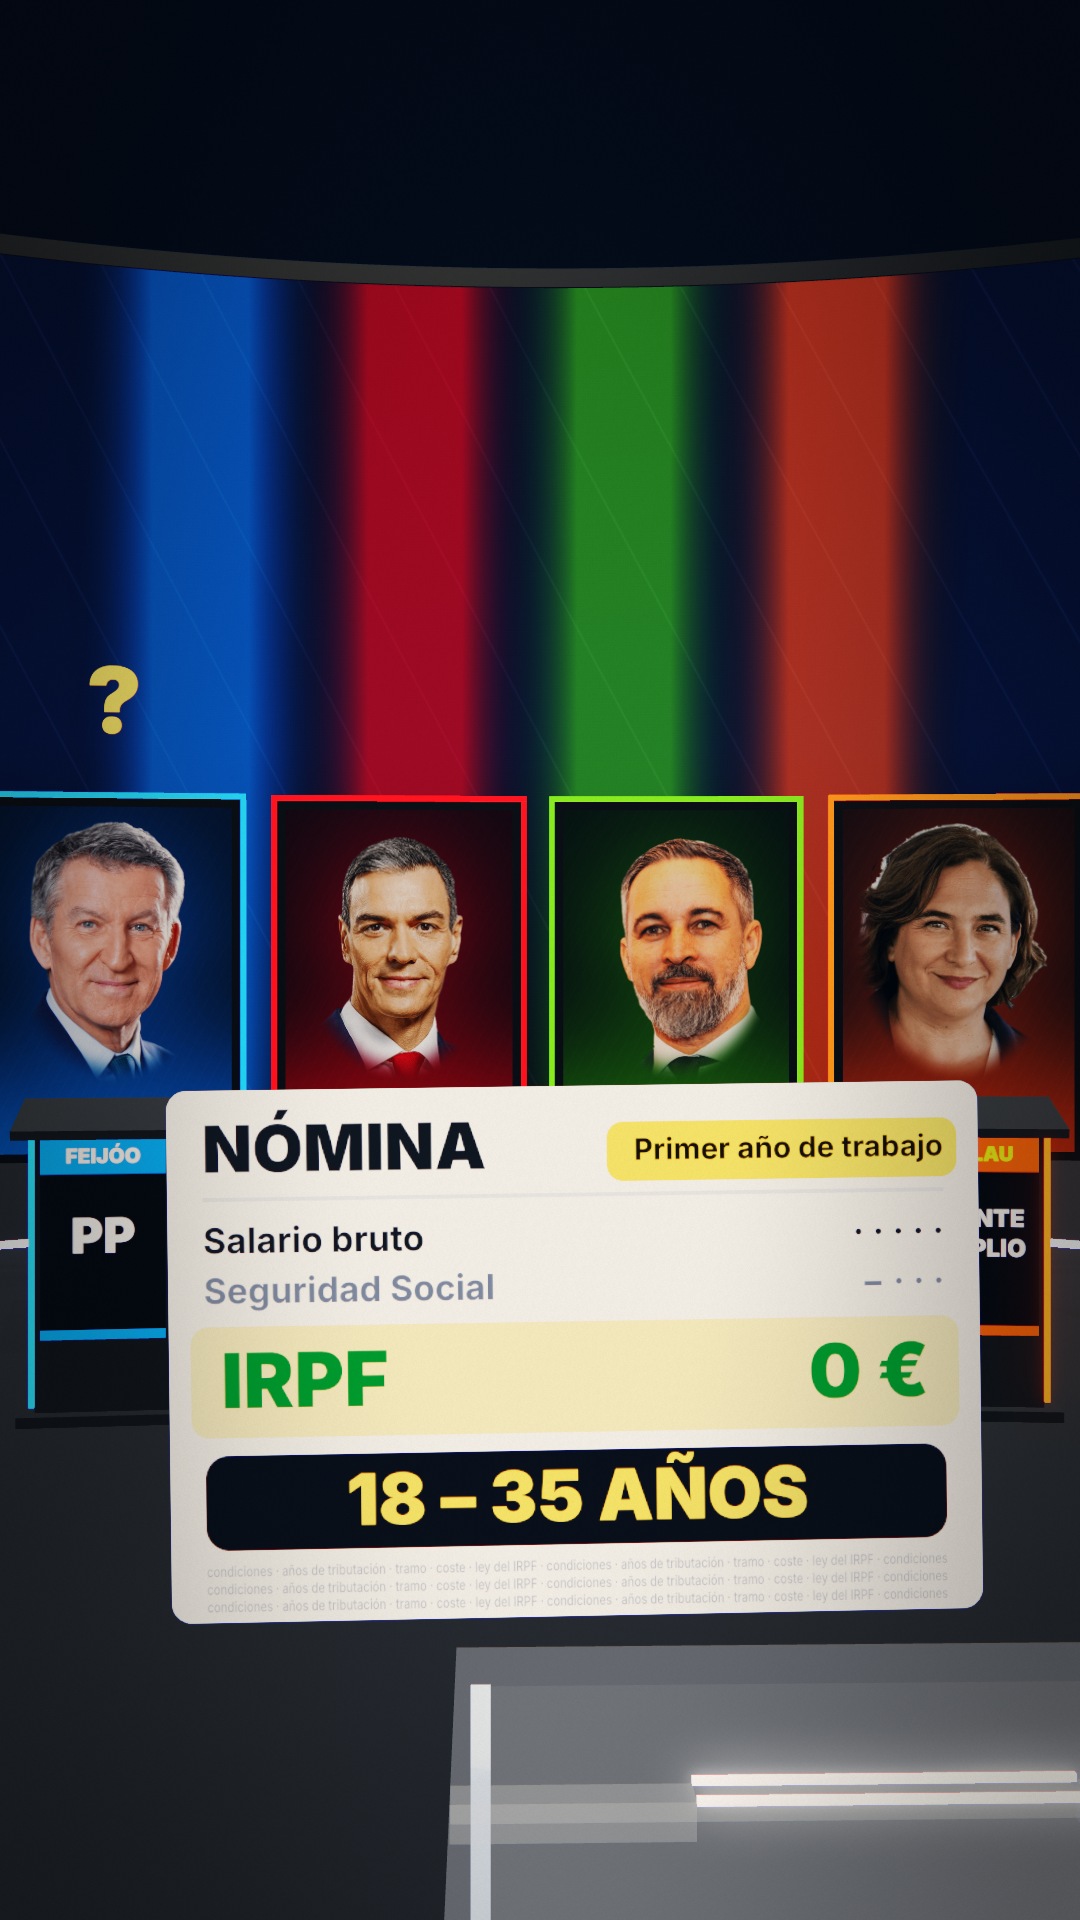 ?
FEIJÓO
PP
NÓMINA
Primer año de trabajo
Salario bruto
.....
Seguridad Social
– ...
IRPF
0 €
18 – 35 AÑOS
condiciones · años de tributación · tramo · coste · ley del IRPF · condiciones · años de tributación · tramo · coste · ley del IRPF · condiciones
condiciones · años de tributación · tramo · coste · ley del IRPF · condiciones · años de tributación · tramo · coste · ley del IRPF · condiciones
condiciones · años de tributación · tramo · coste · ley del IRPF · condiciones · años de tributación · tramo · coste · ley del IRPF · condiciones
LAU
NTE
PLIO